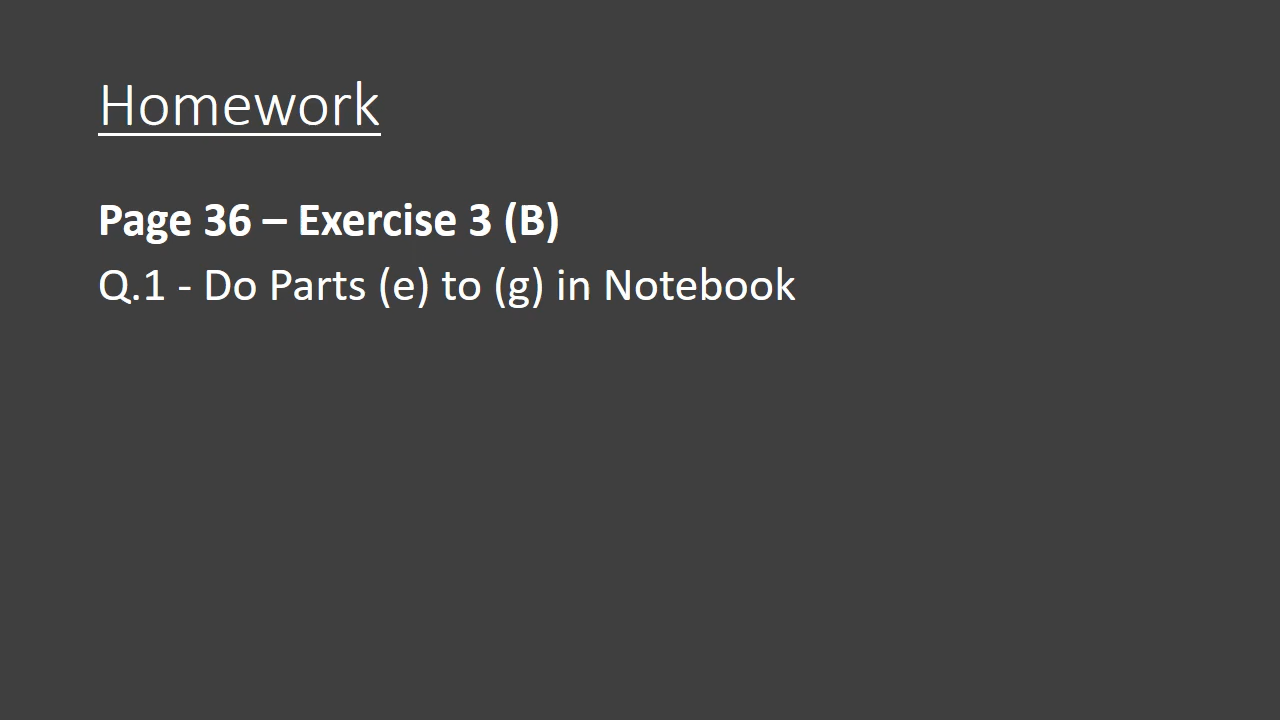 Homework
Page 36 – Exercise 3 (B)
Q.1 - Do Parts (e) to (g) in Notebook